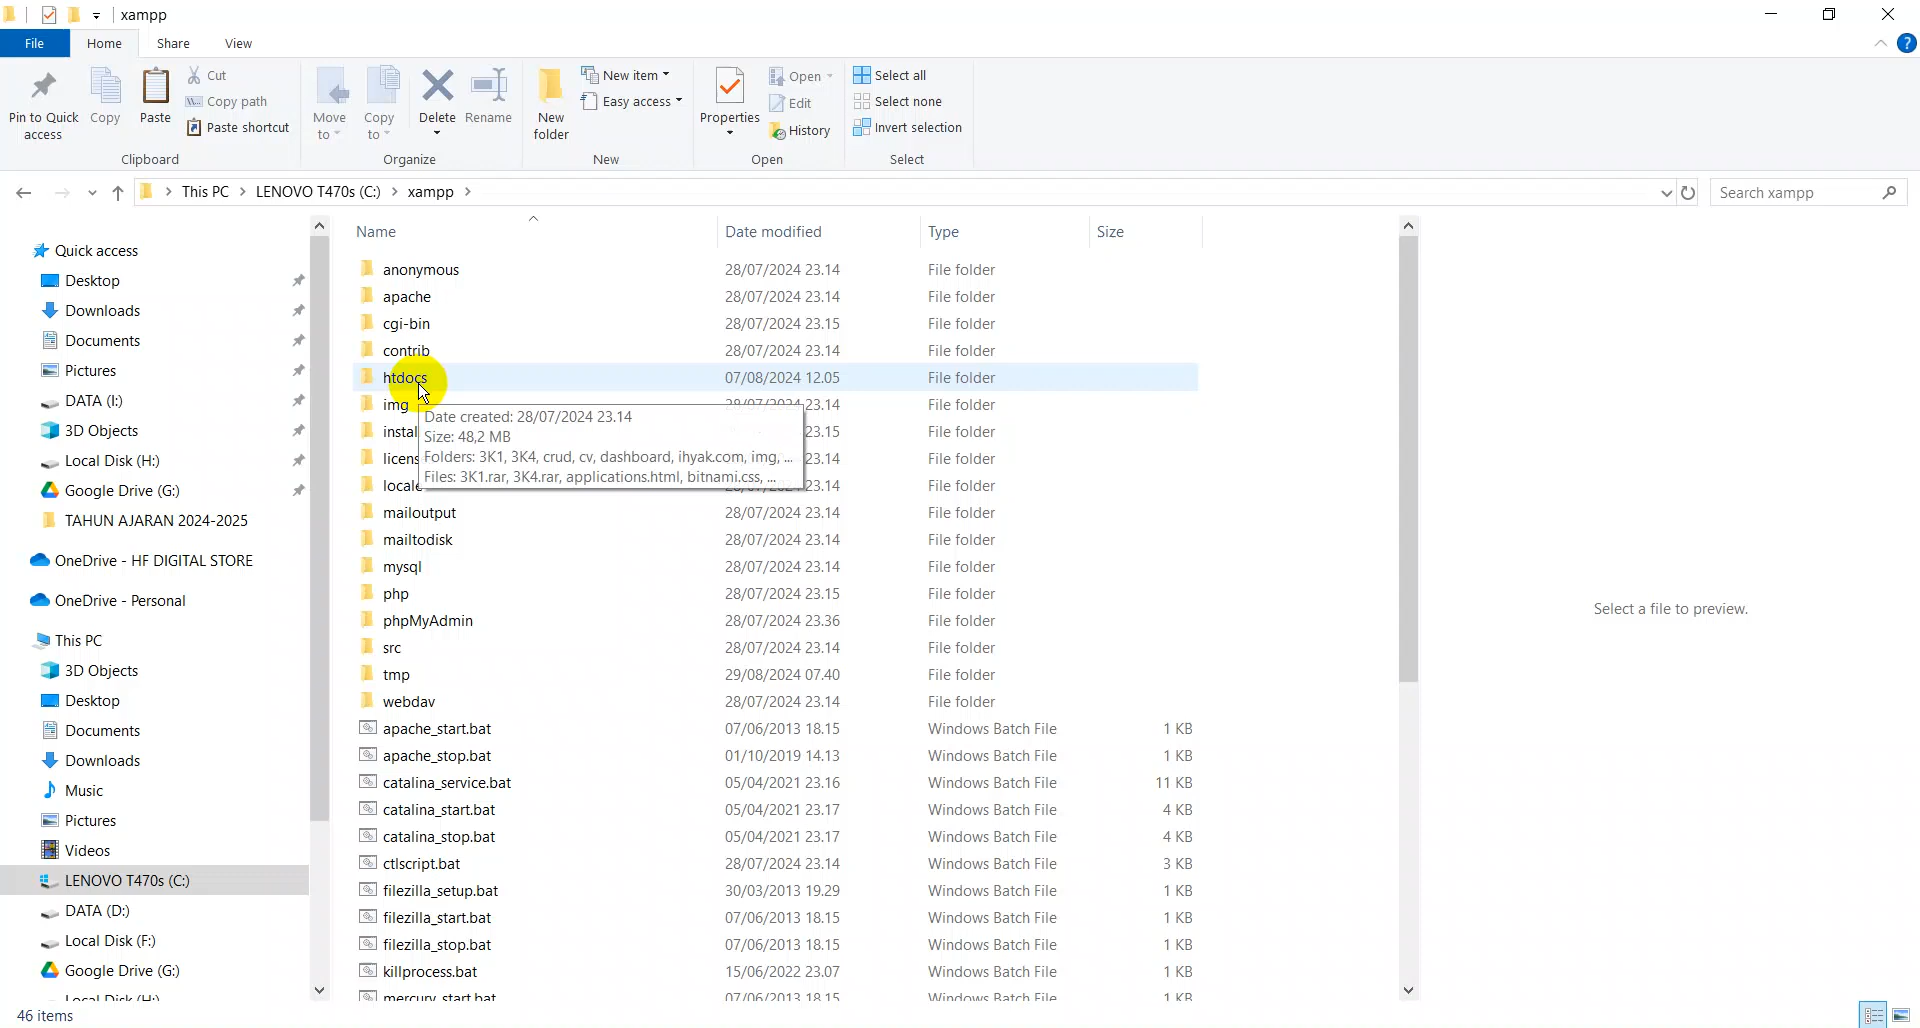 xampp
File Home Share View
Pin to Quick access
Copy
Paste
Cut
Copy path
Paste shortcut
Clipboard
Move to
Copy to
Delete
Rename
Organize
New folder
New item
Easy access
New
Properties
Open
Edit
History
Open
Select all
Select none
Invert selection
Select
This PC LENOVO T470s (C:) xampp
Search xampp
Quick access
Desktop
Downloads
Documents
Pictures
DATA (I:)
3D Objects
Local Disk (H:)
Google Drive (G:)
TAHUN AJARAN 2024-2025
OneDrive - HF DIGITAL STORE
OneDrive - Personal
This PC
3D Objects
Desktop
Documents
Downloads
Music
Pictures
Videos
LENOVO T470s (C:)
DATA (D:)
Local Disk (F:)
Google Drive (G:)
Local Disk (H:)
Name Date modified Type Size
anonymous 28/07/2024 23.14 File folder
apache 28/07/2024 23.14 File folder
cgi-bin 28/07/2024 23.15 File folder
contrib 28/07/2024 23.14 File folder
htdocs 07/08/2024 12.05 File folder
img 28/07/2024 23.14 File folder
instal 23.15 File folder
license 23.14 File folder
locale 23.14 File folder
Date created: 28/07/2024 23.14
Size: 48,2 MB
Folders: 3K1, 3K4, crud, cv, dashboard, ihyak.com, img, ...
Files: 3K1.rar, 3K4.rar, applications.html, bitnami.css, ...
mailoutput 28/07/2024 23.14 File folder
mailtodisk 28/07/2024 23.14 File folder
mysql 28/07/2024 23.14 File folder
php 28/07/2024 23.15 File folder
phpMyAdmin 28/07/2024 23.36 File folder
src 28/07/2024 23.14 File folder
tmp 29/08/2024 07.40 File folder
webdav 28/07/2024 23.14 File folder
apache_start.bat 07/06/2013 18.15 Windows Batch File 1 KB
apache_stop.bat 01/10/2019 14.13 Windows Batch File 1 KB
catalina_service.bat 05/04/2021 23.16 Windows Batch File 11 KB
catalina_start.bat 05/04/2021 23.17 Windows Batch File 4 KB
catalina_stop.bat 05/04/2021 23.17 Windows Batch File 4 KB
ctlscript.bat 28/07/2024 23.14 Windows Batch File 3 KB
filezilla_setup.bat 30/03/2013 19.29 Windows Batch File 1 KB
filezilla_start.bat 07/06/2013 18.15 Windows Batch File 1 KB
filezilla_stop.bat 07/06/2013 18.15 Windows Batch File 1 KB
killprocess.bat 15/06/2022 23.07 Windows Batch File 1 KB
mercury_start.bat 07/06/2013 18.15 Windows Batch File 1 KB
Select a file to preview.
46 items